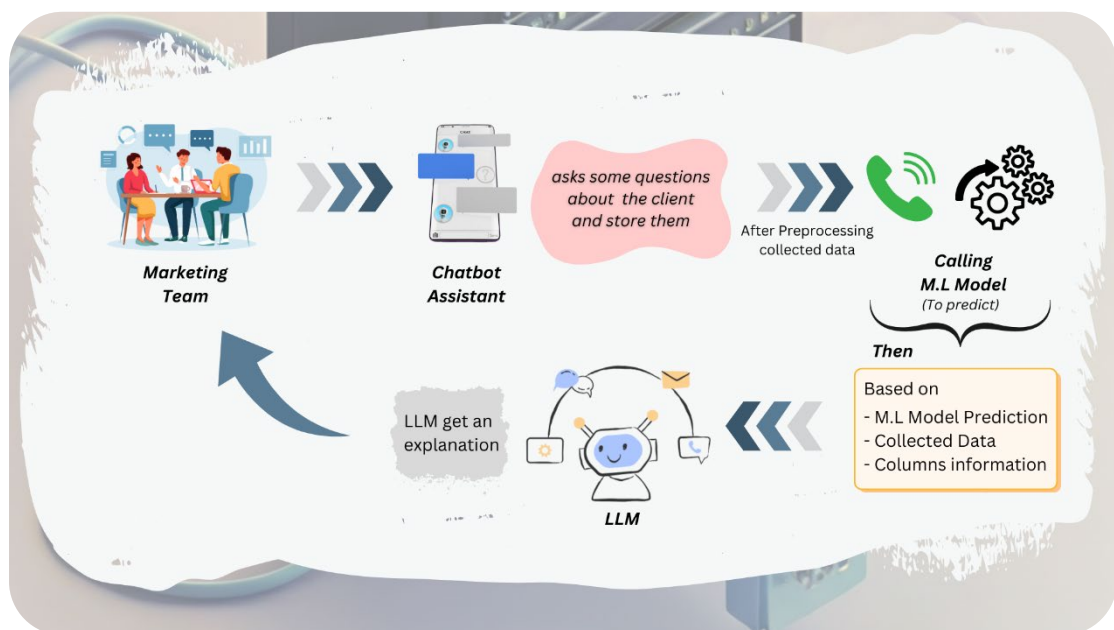 asks some questions
about the client
and store them
After Preprocessing
collected data
Marketing
Team
Chatbot
Assistant
Calling
M.L Model
(To predict)
Then
Based on
- M.L Model Prediction
- Collected Data
- Columns information
LLM get an
explanation
LLM